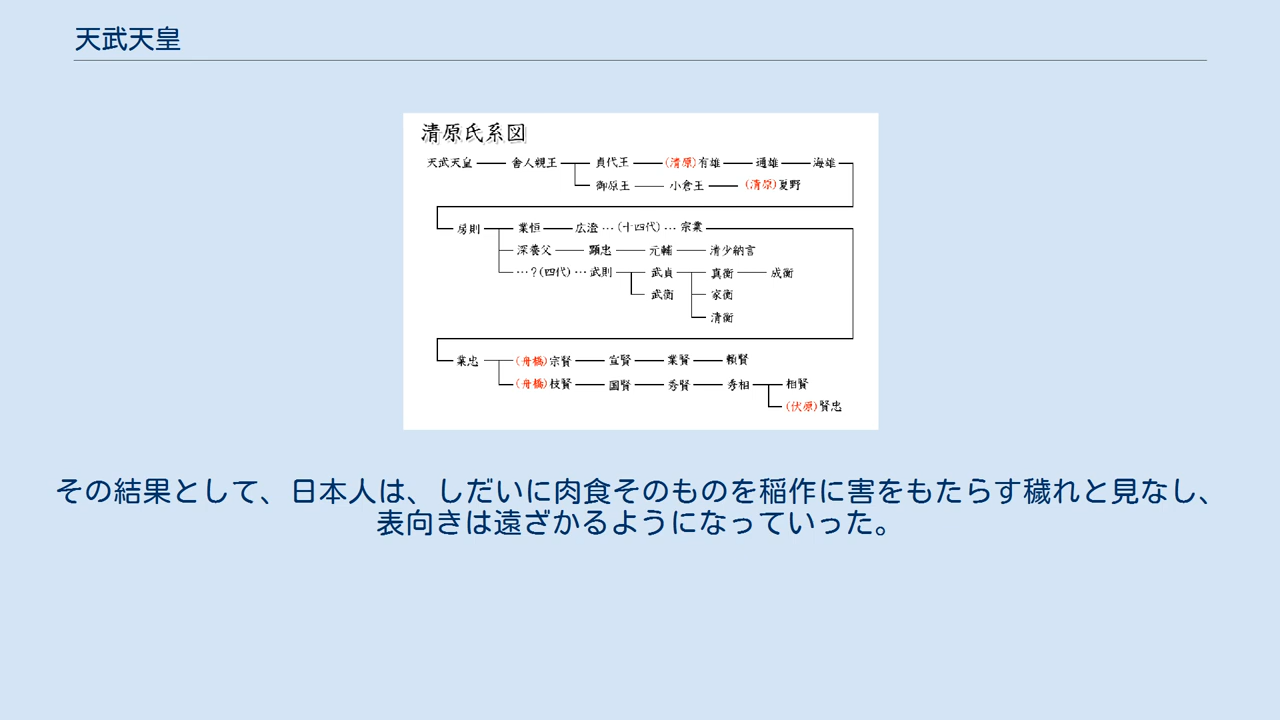 天武天皇
清原氏系図
天武天皇 舎人親王 貞代王 (清原)有雄 通雄 海雄
御原王 小倉王 (清原)夏野
房則 業恒 広澄 …(十四代)… 宗業
深養父 顕忠 元輔 清少納言
…?(四代)… 武則 武貞 真衡 成衡
武衡 家衡
清衡
業忠 (舟橋)宗賢 宣賢 業賢 頼賢
(舟橋)枝賢 国賢 秀賢 秀相 相賢
(伏原)賢忠
その結果として、日本人は、しだいに肉食そのものを稲作に害をもたらす穢れと見なし、
表向きは遠ざかるようになっていった。